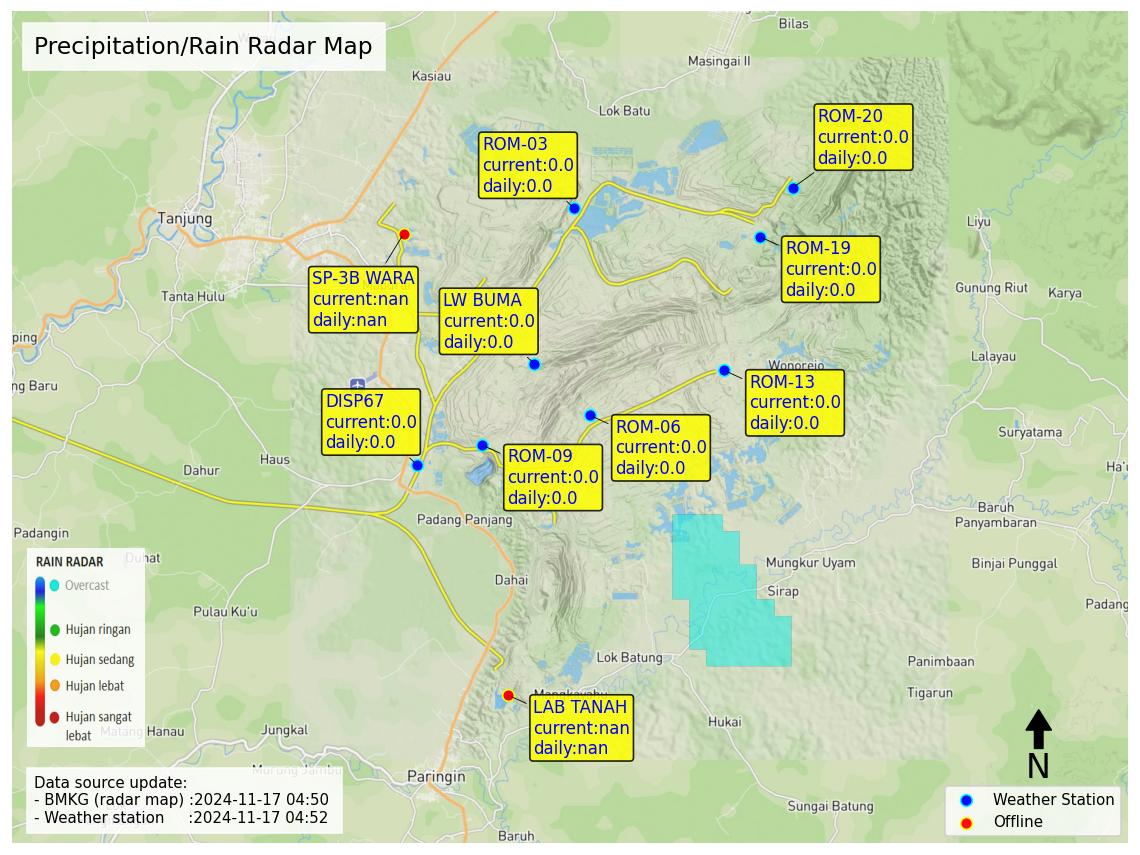 Precipitation/Rain Radar Map
Bilas
Masingai II
Kasiau
Lok Batu
ROM-20
current:0.0
daily:0.0
ROM-03
current:0.0
daily:0.0
Tanjung
Liyu
ROM-19
current:0.0
daily:0.0
SP-3B WARA
current:nan
daily:nan
Tanta Hulu
LW BUMA
current:0.0
daily:0.0
Gunung Riut
Karya
ping
Lalayau
Wonorejo
ng Baru
ROM-13
current:0.0
daily:0.0
DISP67
current:0.0
daily:0.0
ROM-06
current:0.0
daily:0.0
Suryatama
ROM-09
current:0.0
daily:0.0
Haus
Dahur
Ha'u
Baruh
Panyambaran
Padang Panjang
Padangin
Duhat
Mungkur Uyam
Binjai Punggal
Dahai
Sirap
Padang
Pulau Ku'u
RAIN RADAR
Overcast
Hujan ringan
Hujan sedang
Hujan lebat
Hujan sangat
lebat
Lok Batung
Panimbaan
Tigarun
Mangkayahu
LAB TANAH
current:nan
daily:nan
Hukai
Matang Hanau
Jungkal
Murung Jambu
Paringin
N
Sungai Batung
Baruh
Data source update:
- BMKG (radar map) :2024-11-17 04:50
- Weather station :2024-11-17 04:52
Weather Station
Offline